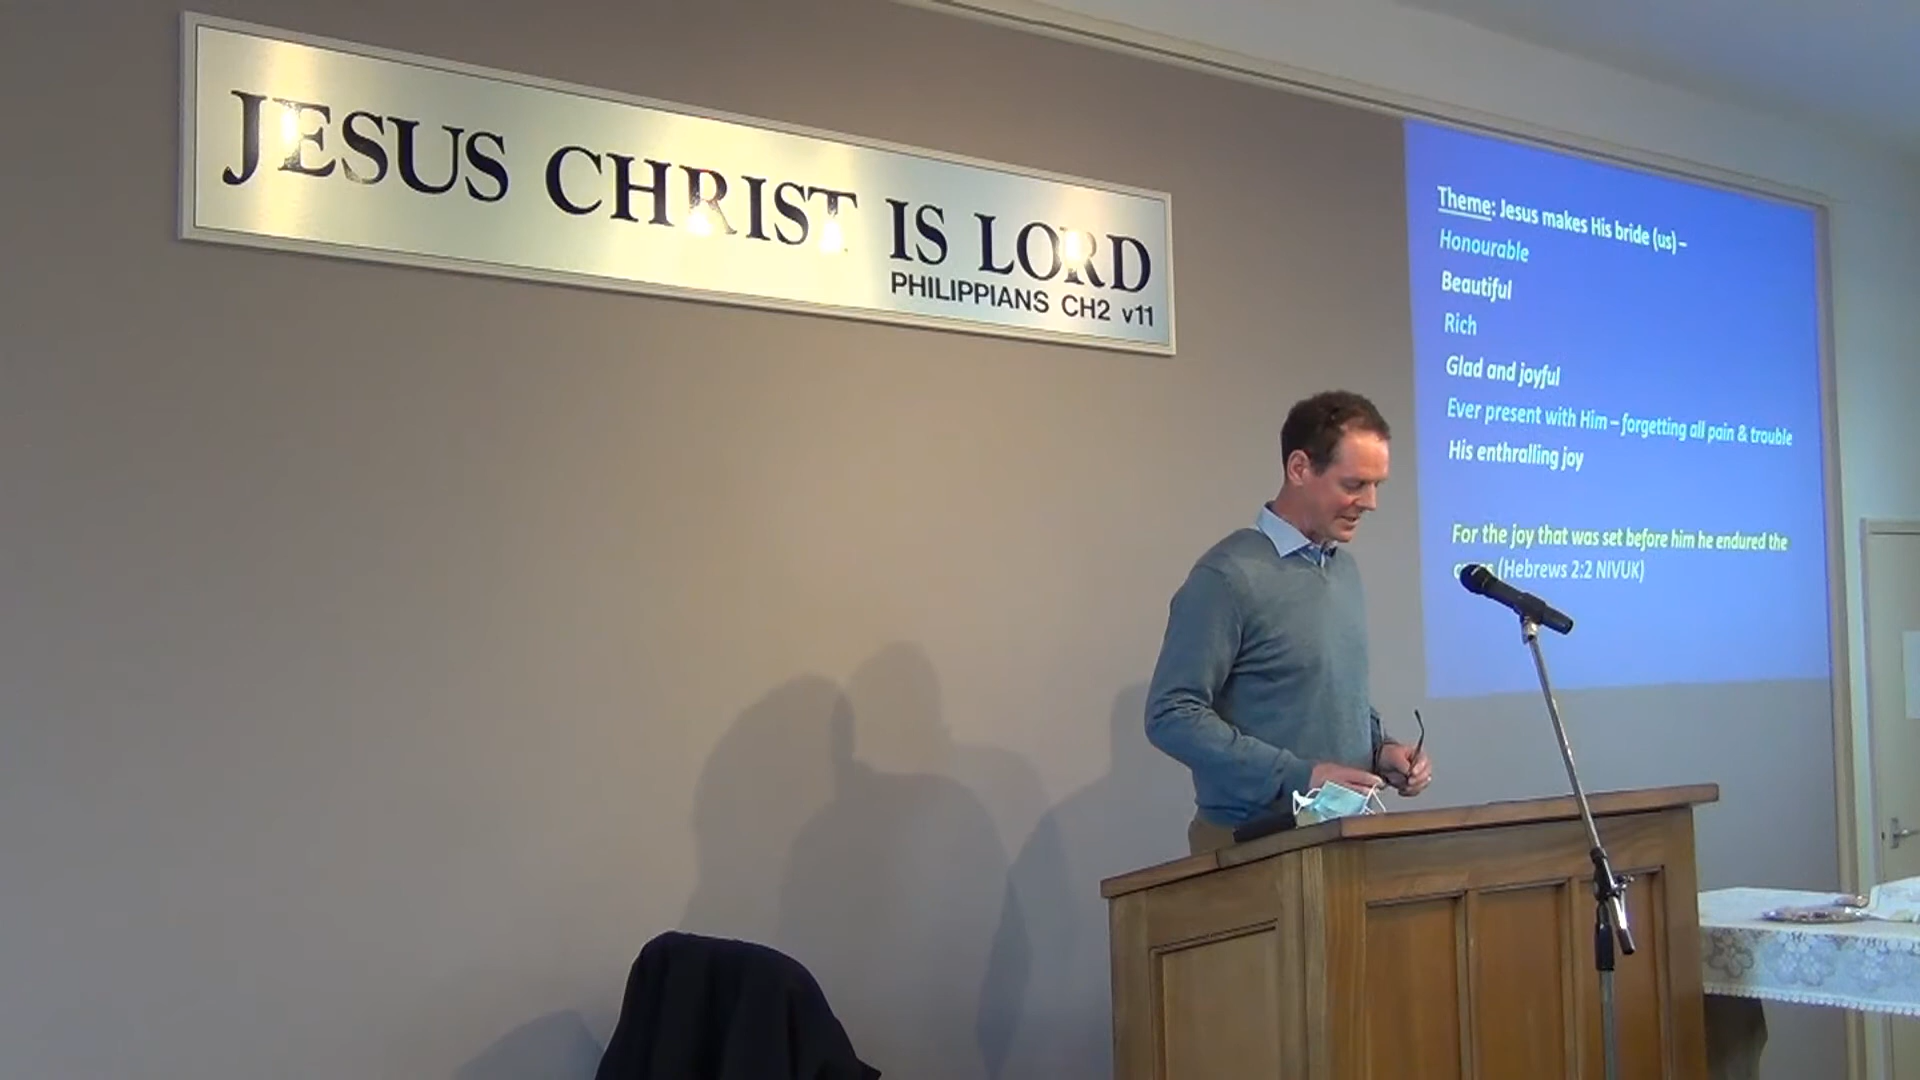 JESUS CHRIST IS LORD
PHILIPPIANS CH2 v11
Theme: Jesus makes His bride (us) –
Honourable
Beautiful
Rich
Glad and joyful
Ever present with Him – forgetting all pain & trouble
His enthralling joy
For the joy that was set before him he endured the
(Hebrews 2:2 NIVUK)